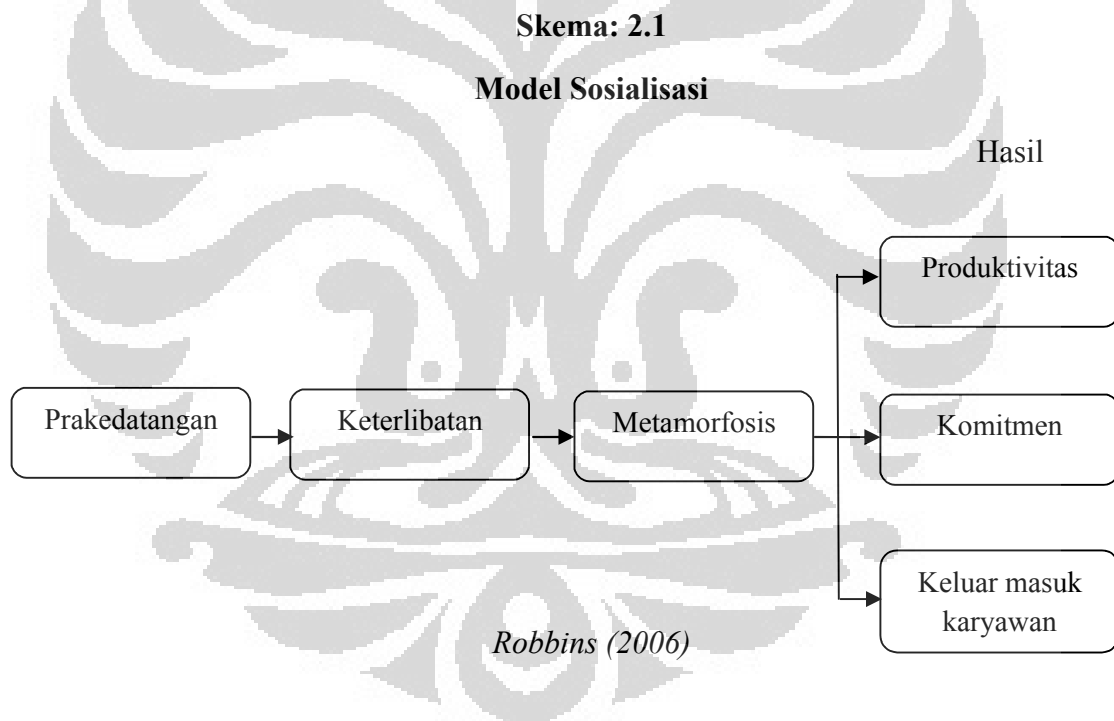 Skema: 2.1
Model Sosialisasi
Hasil
Produktivitas
Prakedatangan
Keterlibatan
Metamorfosis
Komitmen
Keluar masuk
karyawan
Robbins (2006)